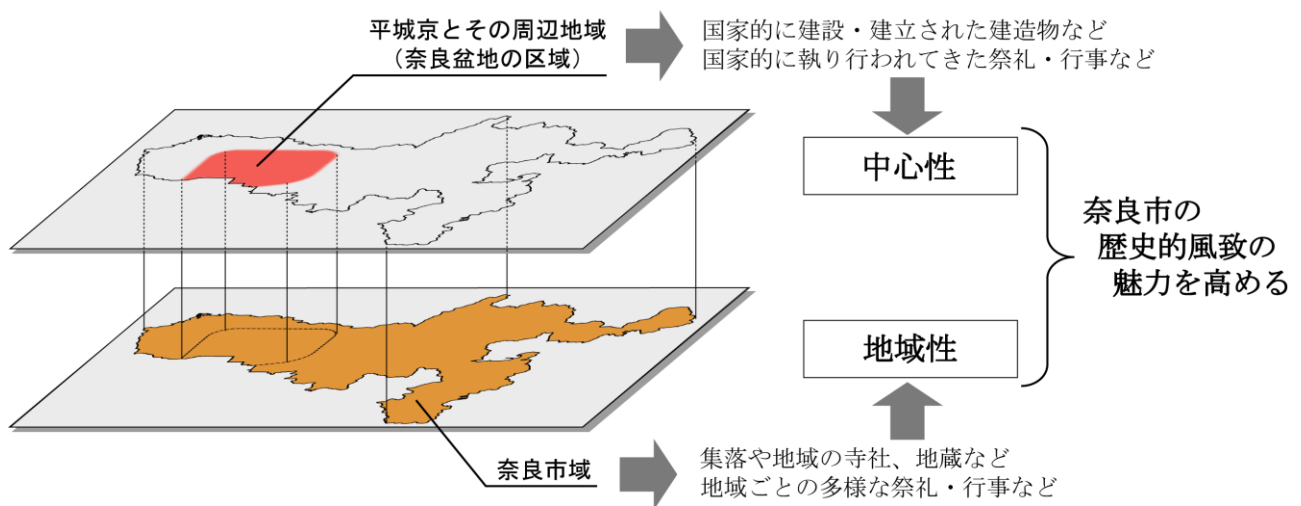 平城京とその周辺地域
（奈良盆地の区域）
国家的に建設・建立された建造物など
国家的に執り行われてきた祭礼・行事など
中心性
奈良市の
歴史的風致の
魅力を高める
地域性
奈良市域
集落や地域の寺社、地蔵など
地域ごとの多様な祭礼・行事など